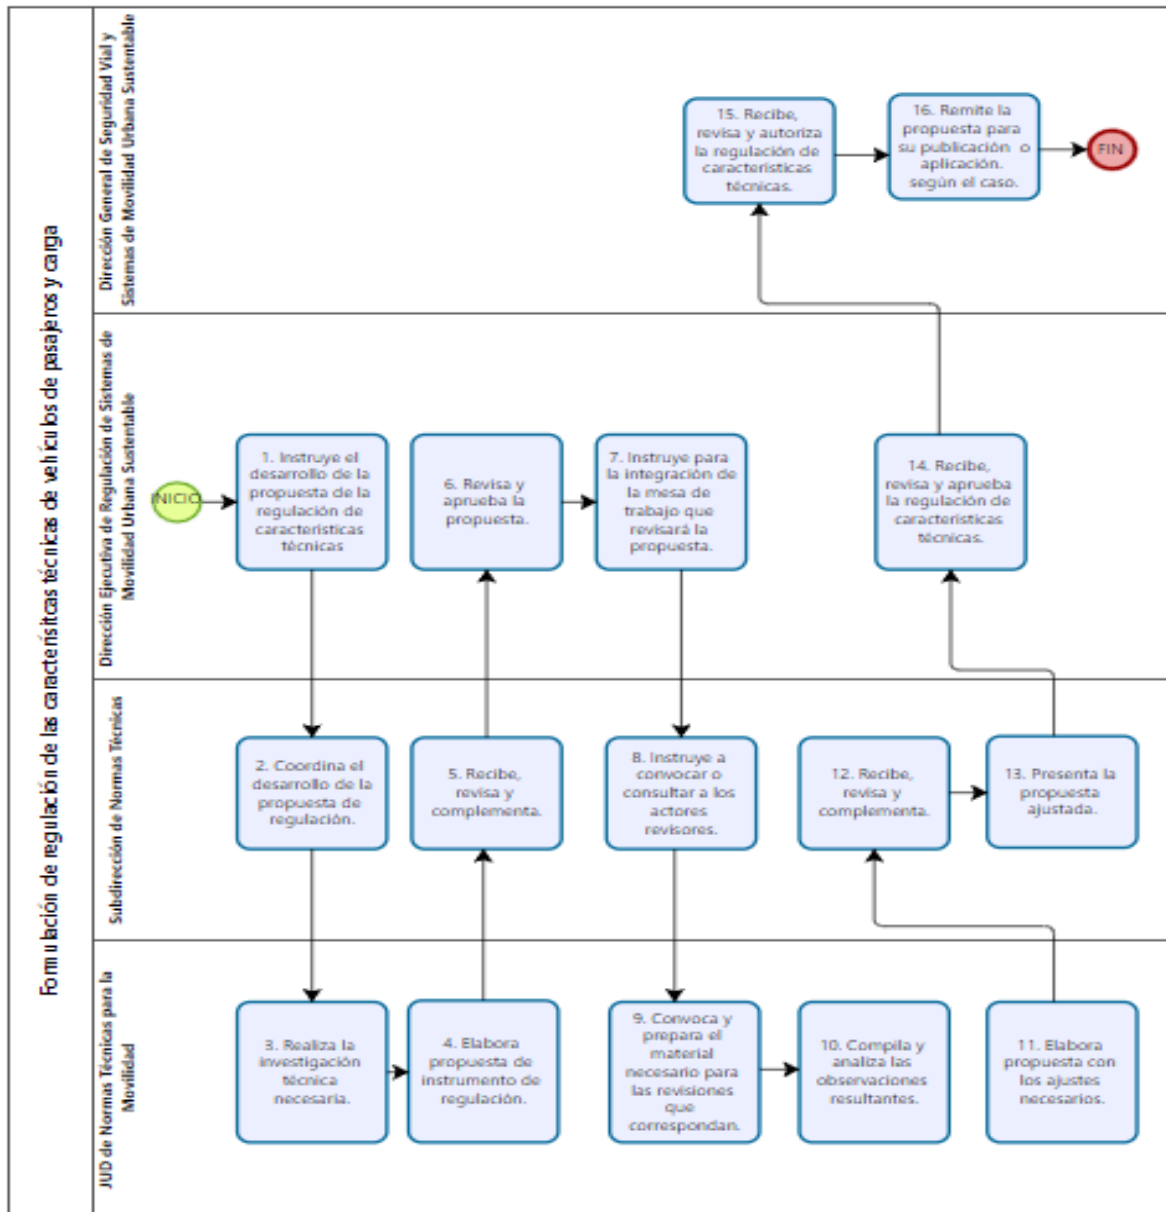 Formulación de regulación de las caracterísitcas técnicas de vehículos de pasajeros y carga
Dirección General de Seguridad Vial y
Sistemas de Movilidad Urbana Sustentable
15. Recibe,
revisa y autoriza
la regulación de
características
técnicas.
16. Remite la
propuesta para
su publicación o
aplicación.
según el caso.
FIN
Dirección Ejecutiva de Regulación de Sistemas de
Movilidad Urbana Sustentable
INICIO
1. Instruye el
desarrollo de la
propuesta de la
regulación de
características
técnicas
6. Revisa y
aprueba la
propuesta.
7. Instruye para
la integración de
la mesa de
trabajo que
revisará la
propuesta.
14. Recibe,
revisa y aprueba
la regulación de
características
técnicas.
Subdirección de Normas Técnicas
2. Coordina el
desarrollo de la
propuesta de
regulación.
5. Recibe,
revisa y
complementa.
8. Instruye a
convocar o
consultar a los
actores
revisores.
12. Recibe,
revisa y
complementa.
13. Presenta la
propuesta
ajustada.
JUD de Normas Técnicas para la
Movilidad
3. Realiza la
investigación
técnica
necesaria.
4. Elabora
propuesta de
instrumento de
regulación.
9. Convoca y
prepara el
material
necesario para
las revisiones
que
correspondan.
10. Compila y
analiza las
observaciones
resultantes.
11. Elabora
propuesta con
los ajustes
necesarios.